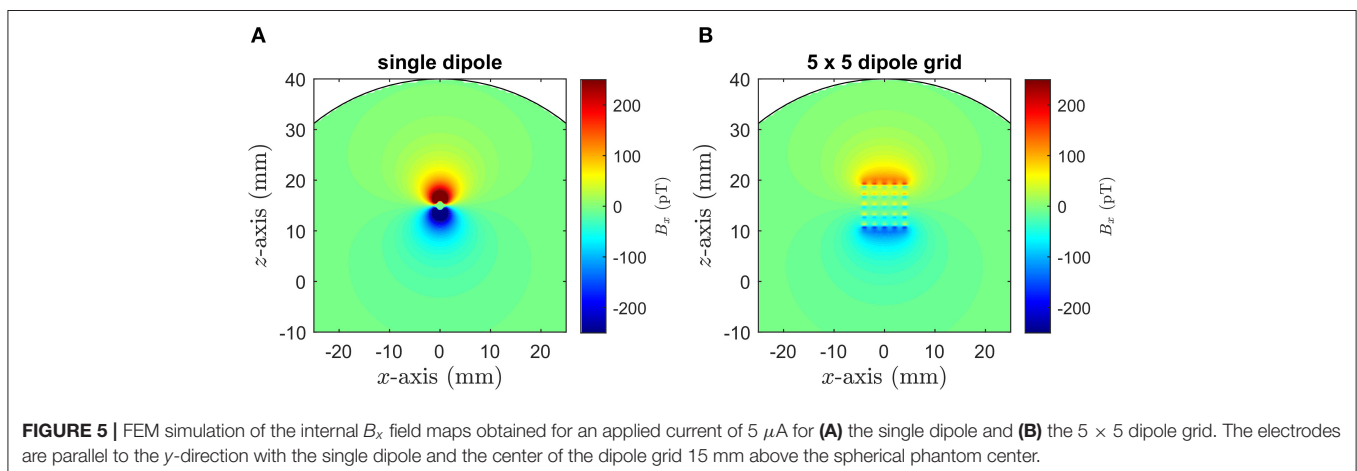 A
single dipole
40
30
20
10
0
-10
z-axis (mm)
-20 -10 0 10 20
x-axis (mm)
200
100
0
-100
-200
Bₓ (pT)
B
5 x 5 dipole grid
40
30
20
10
0
-10
z-axis (mm)
-20 -10 0 10 20
x-axis (mm)
200
100
0
-100
-200
Bₓ (pT)
FIGURE 5 | FEM simulation of the internal Bₓ field maps obtained for an applied current of 5 μA for (A) the single dipole and (B) the 5 × 5 dipole grid. The electrodes
are parallel to the y-direction with the single dipole and the center of the dipole grid 15 mm above the spherical phantom center.